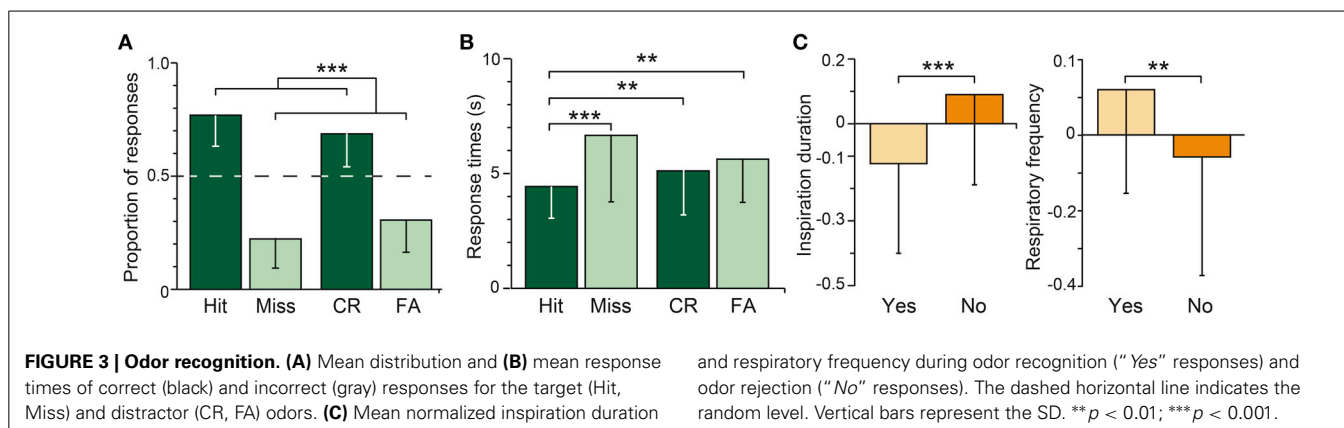 A
Proportion of responses
1.0
0.5
0
***
Hit Miss CR FA
B
Response times (s)
10
5
0
**
**
***
Hit Miss CR FA
C
Inspiration duration
0.2
0
-0.1
-0.3
-0.5
***
Yes No
Respiratory frequency
0.1
0
-0.2
-0.4
**
Yes No
FIGURE 3 | Odor recognition. (A) Mean distribution and (B) mean response
times of correct (black) and incorrect (gray) responses for the target (Hit,
Miss) and distractor (CR, FA) odors. (C) Mean normalized inspiration duration
and respiratory frequency during odor recognition ("Yes" responses) and
odor rejection ("No" responses). The dashed horizontal line indicates the
random level. Vertical bars represent the SD. **p < 0.01; ***p < 0.001.